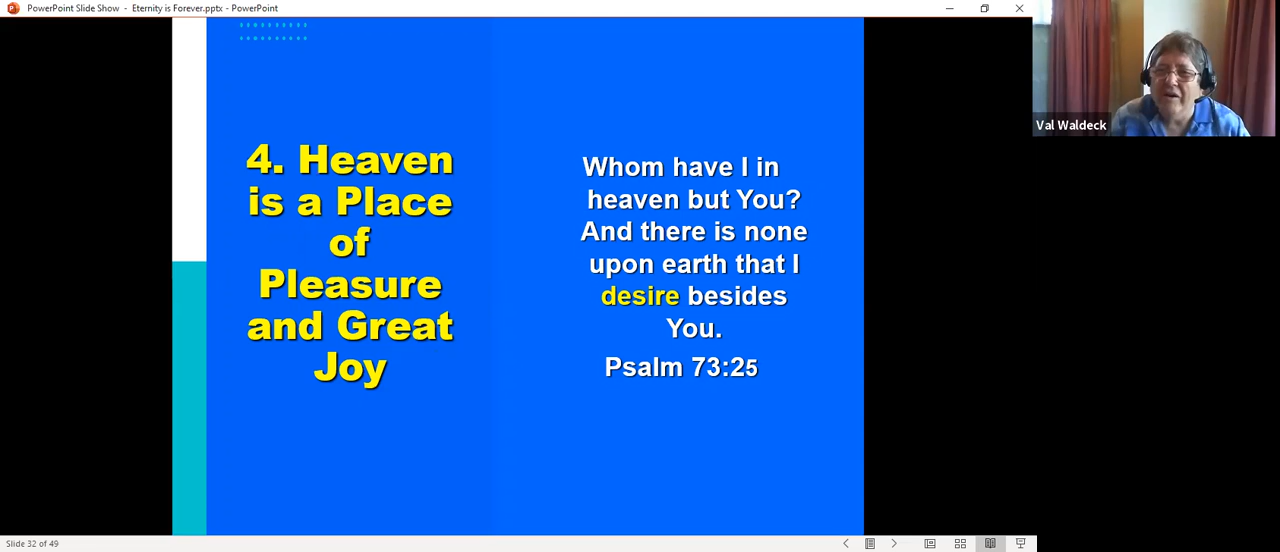 PowerPoint Slide Show - Eternity is Forever.pptx - PowerPoint
Val Waldeck
4. Heaven
is a Place
of
Pleasure
and Great
Joy
Whom have I in
heaven but You?
And there is none
upon earth that I
desire besides
You.
Psalm 73:25
Slide 32 of 49